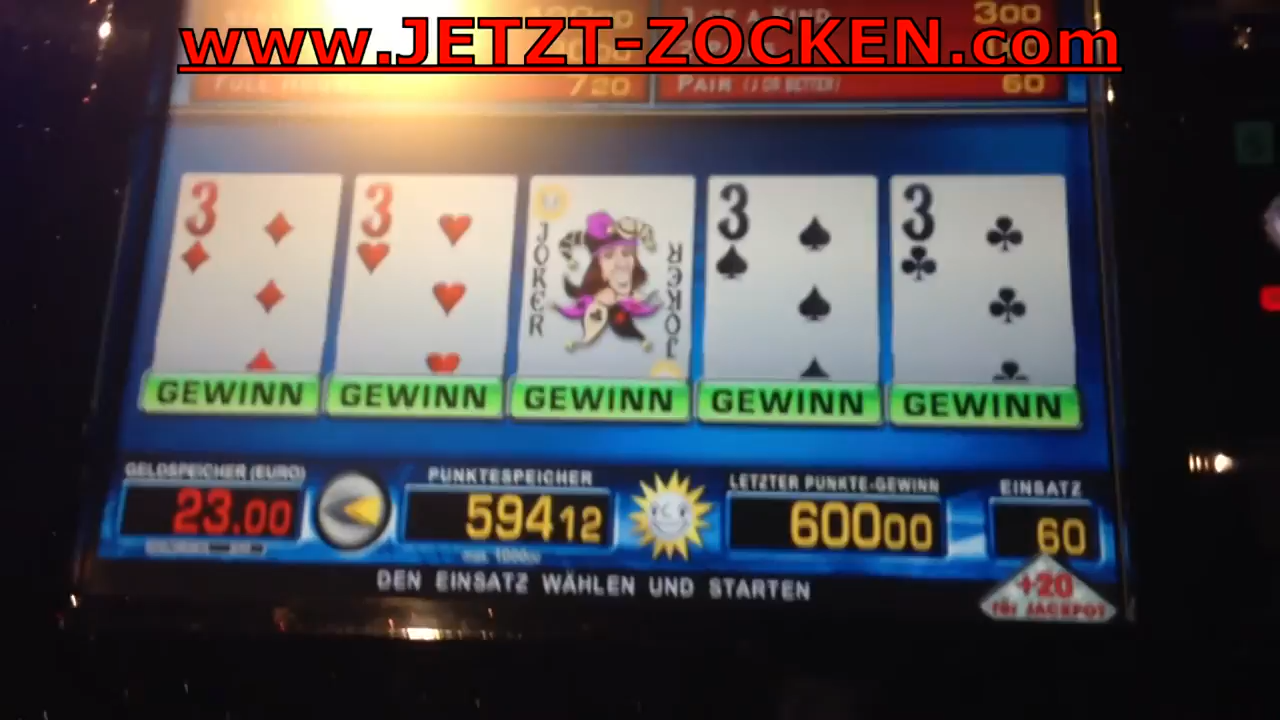 www.JETZT-ZOCKEN.com
3 OF A KIND 300
720 PAIR (J OR BETTER) 60
3 3 JOKER JOKER 3 3
GEWINN GEWINN GEWINN GEWINN GEWINN
GELDSPEICHER (EURO) PUNKTESPEICHER LETZTER PUNKTE-GEWINN EINSATZ
23.00 59412 60000 60
DEN EINSATZ WÄHLEN UND STARTEN
+20
für JACKPOT